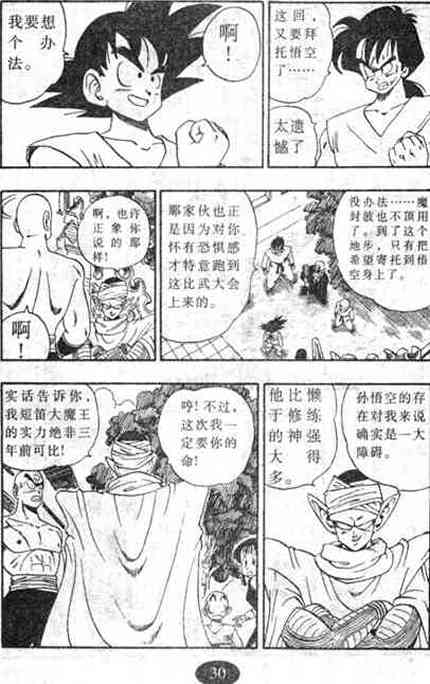 这回，
又要拜
托悟空
了……
太遗
憾了
啊！
我要想
个办
法。
没办法……魔
封波也不顶用
了。到了这个
地步，只有把
希望寄托到悟
空身上了。
那家伙也正
是因为对你
怀有恐惧感
才特意跑到
这比武大会
上来的。
啊，也许
正象你
说的那
样！
啊！
孙悟空的存
在对我来说
确实是一大
障碍。
他懒
比修练
于神强
的得
大
多。
哼！不过，
这次我一
定要你的
命！
实话告诉你，
我短笛大魔王
的实力绝非三
年前可比！
30